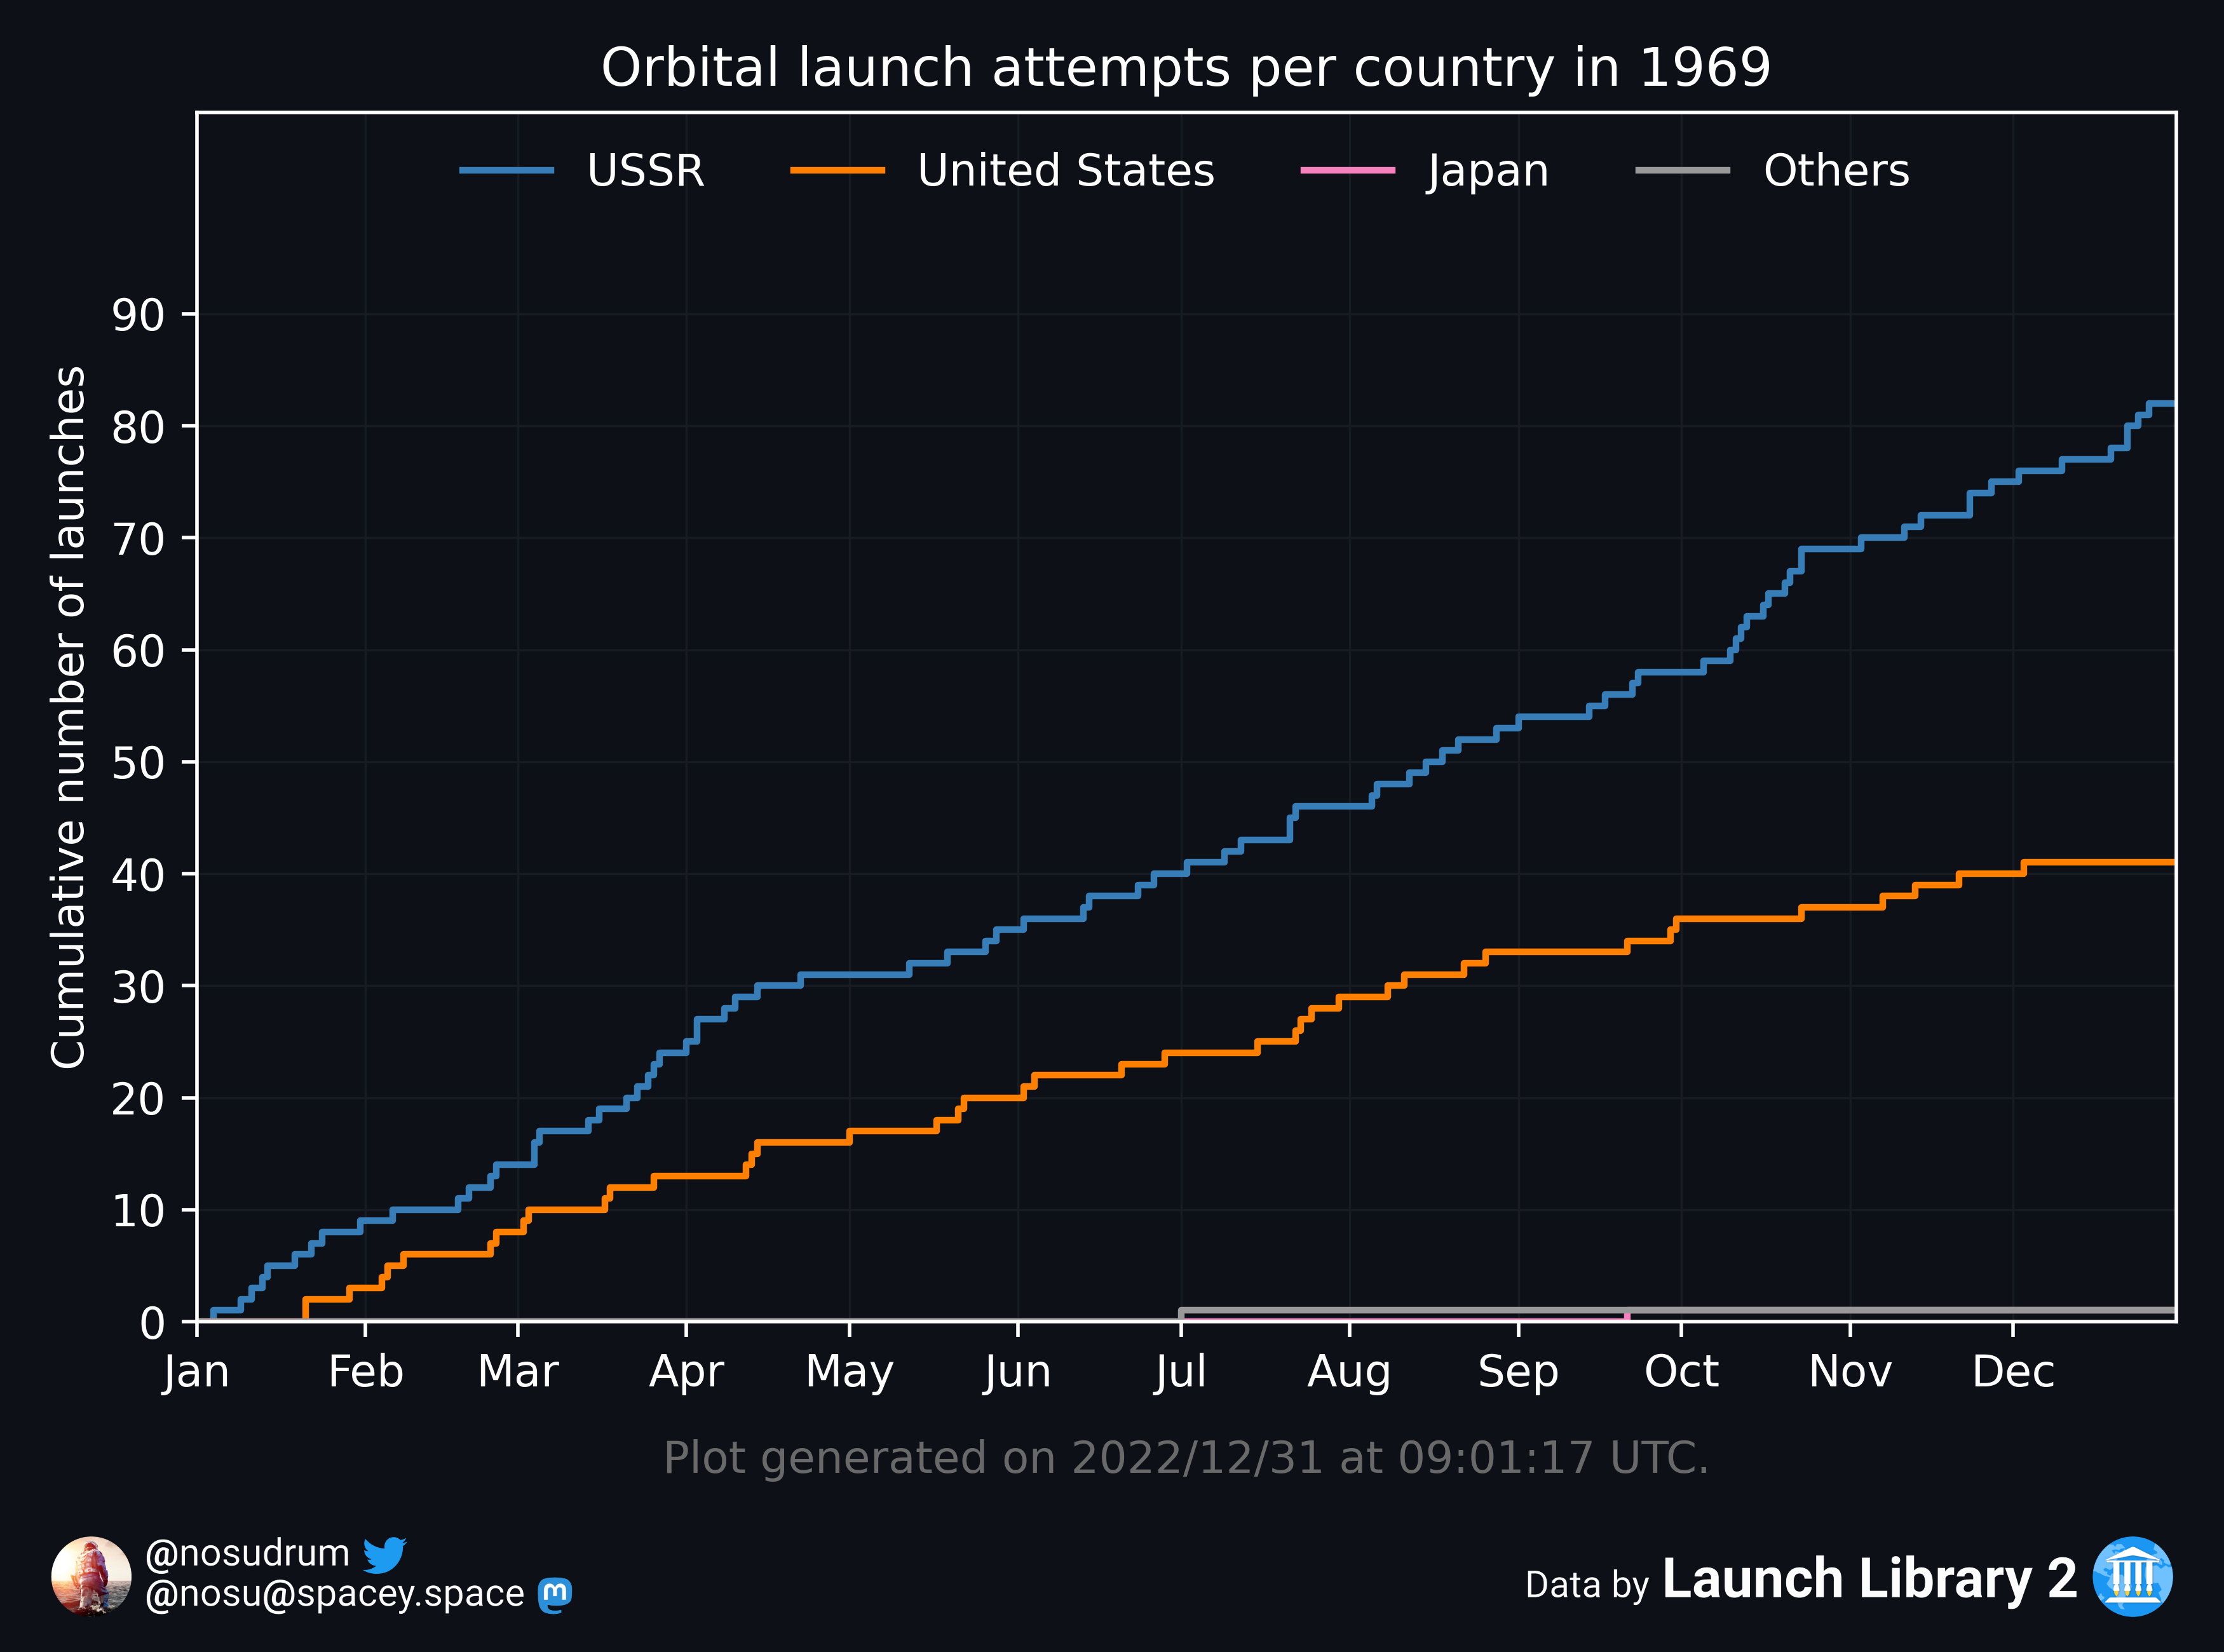 Orbital launch attempts per country in 1969
USSR United States Japan Others
Cumulative number of launches
90
80
70
60
50
40
30
20
10
0
Jan Feb Mar Apr May Jun Jul Aug Sep Oct Nov Dec
Plot generated on 2022/12/31 at 09:01:17 UTC.
@nosudrum
@nosu@spacey.space
Data by Launch Library 2